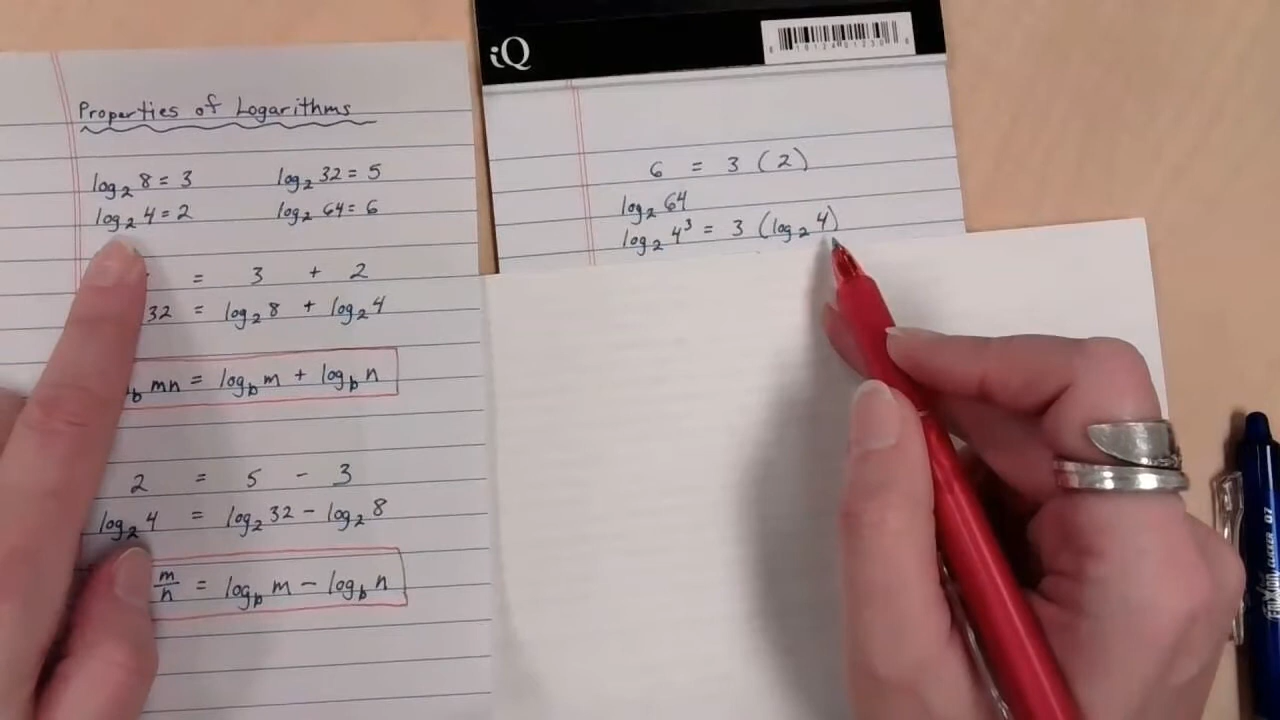 Properties of Logarithms
log₂ 8 = 3 log₂ 32 = 5
log₂ 4 = 2 log₂ 64 = 6
= 3 + 2
32 = log₂ 8 + log₂ 4
b mn = log_b m + log_b n
2 = 5 - 3
log₂ 4 = log₂ 32 - log₂ 8
m/n = log_b m - log_b n
iQ
6 = 3 (2)
log₂ 64
log₂ 4³ = 3 (log₂ 4)